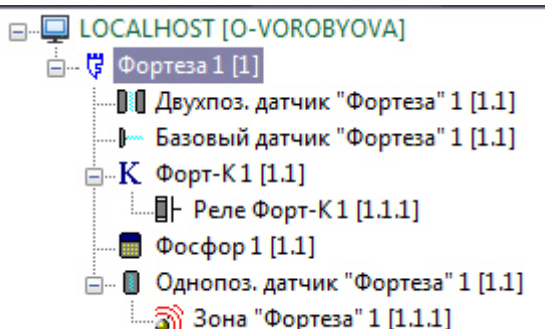 LOCALHOST [O-VOROBYOVA]
Фортеза 1 [1]
Двухпоз. датчик "Фортеза" 1 [1.1]
Базовый датчик "Фортеза" 1 [1.1]
К Форт-К 1 [1.1]
Реле Форт-К 1 [1.1.1]
Фосфор 1 [1.1]
Однопоз. датчик "Фортеза" 1 [1.1]
Зона "Фортеза" 1 [1.1.1]